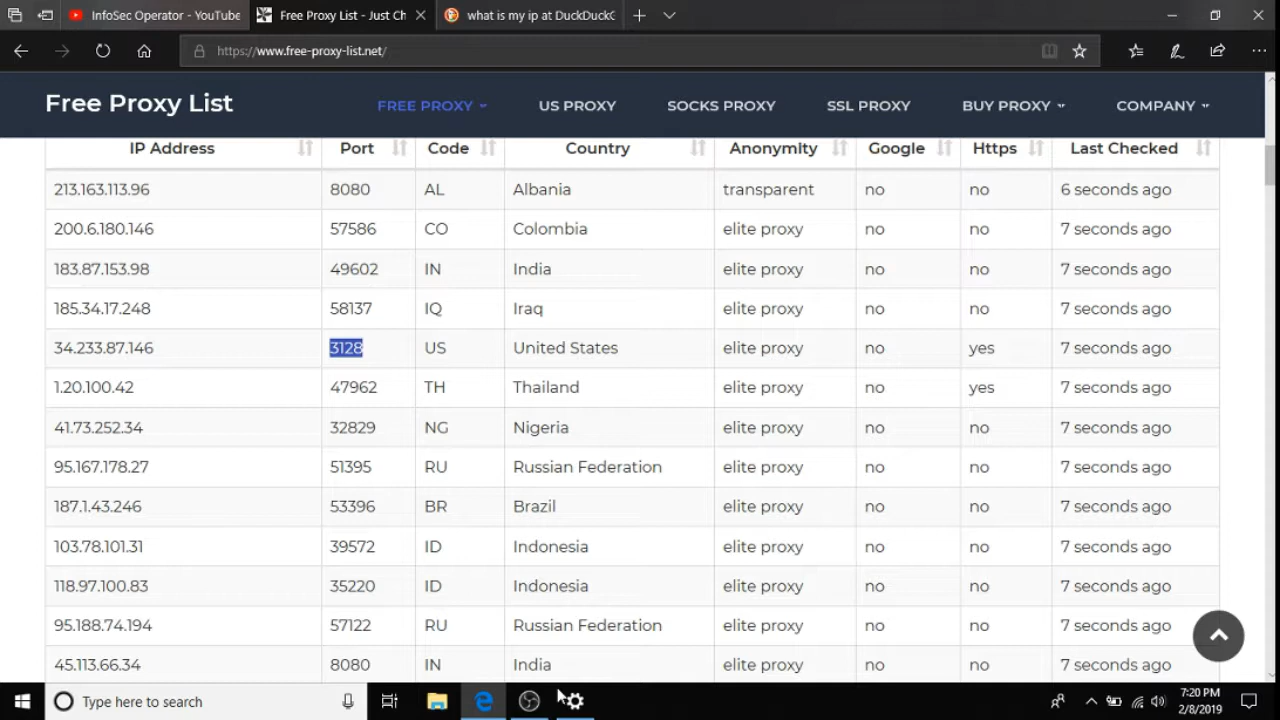 InfoSec Operator - YouTube
Free Proxy List - Just Ch
what is my ip at DuckDuckG
https://www.free-proxy-list.net/
Free Proxy List
FREE PROXY US PROXY SOCKS PROXY SSL PROXY BUY PROXY COMPANY
IP Address Port Code Country Anonymity Google Https Last Checked
213.163.113.96 8080 AL Albania transparent no no 6 seconds ago
200.6.180.146 57586 CO Colombia elite proxy no no 7 seconds ago
183.87.153.98 49602 IN India elite proxy no no 7 seconds ago
185.34.17.248 58137 IQ Iraq elite proxy no no 7 seconds ago
34.233.87.146 3128 US United States elite proxy no yes 7 seconds ago
1.20.100.42 47962 TH Thailand elite proxy no yes 7 seconds ago
41.73.252.34 32829 NG Nigeria elite proxy no no 7 seconds ago
95.167.178.27 51395 RU Russian Federation elite proxy no no 7 seconds ago
187.1.43.246 53396 BR Brazil elite proxy no no 7 seconds ago
103.78.101.31 39572 ID Indonesia elite proxy no no 7 seconds ago
118.97.100.83 35220 ID Indonesia elite proxy no no 7 seconds ago
95.188.74.194 57122 RU Russian Federation elite proxy no no 7 seconds ago
45.113.66.34 8080 IN India elite proxy no no 7 seconds ago
Type here to search
7:20 PM
2/8/2019